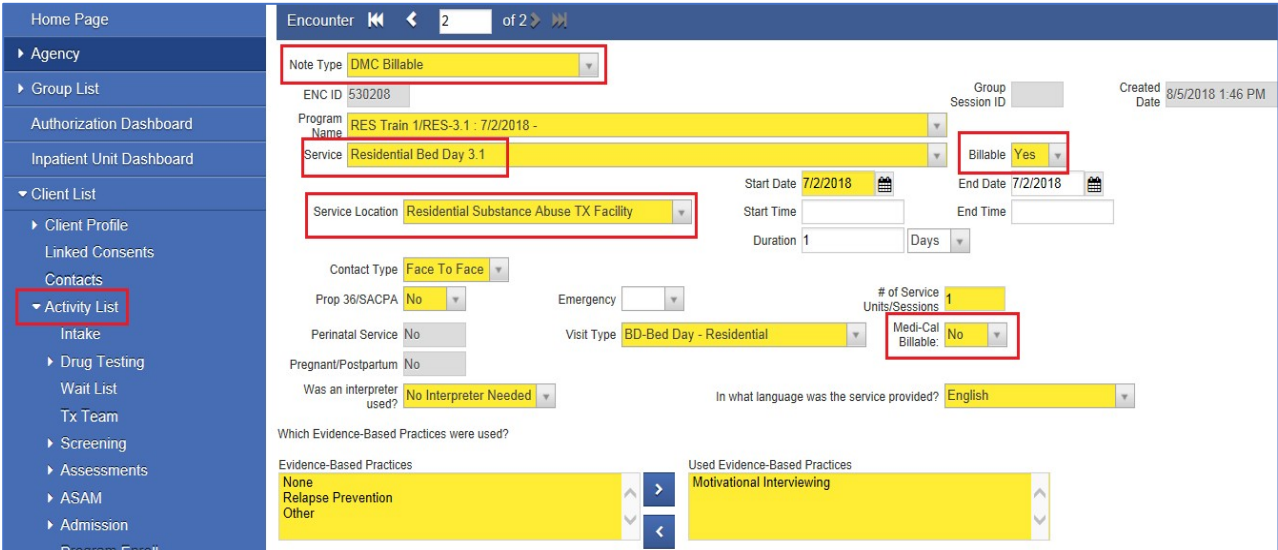 Home Page
Agency
Group List
Authorization Dashboard
Inpatient Unit Dashboard
Client List
Client Profile
Linked Consents
Contacts
Activity List
Intake
Drug Testing
Wait List
Tx Team
Screening
Assessments
ASAM
Admission
Program Enroll
Encounter 2 of 2
Note Type DMC Billable
ENC ID 530208 Group Session ID Created Date 8/5/2018 1:46 PM
Program Name RES Train 1/RES-3.1 : 7/2/2018 -
Service Residential Bed Day 3.1 Billable Yes
Start Date 7/2/2018 End Date 7/2/2018
Service Location Residential Substance Abuse TX Facility Start Time End Time
Duration 1 Days
Contact Type Face To Face
Prop 36/SACPA No Emergency # of Service Units/Sessions 1
Perinatal Service No Visit Type BD-Bed Day - Residential Medi-Cal Billable: No
Pregnant/Postpartum No
Was an interpreter used? No Interpreter Needed In what language was the service provided? English
Which Evidence-Based Practices were used?
Evidence-Based Practices Used Evidence-Based Practices
None Motivational Interviewing
Relapse Prevention
Other